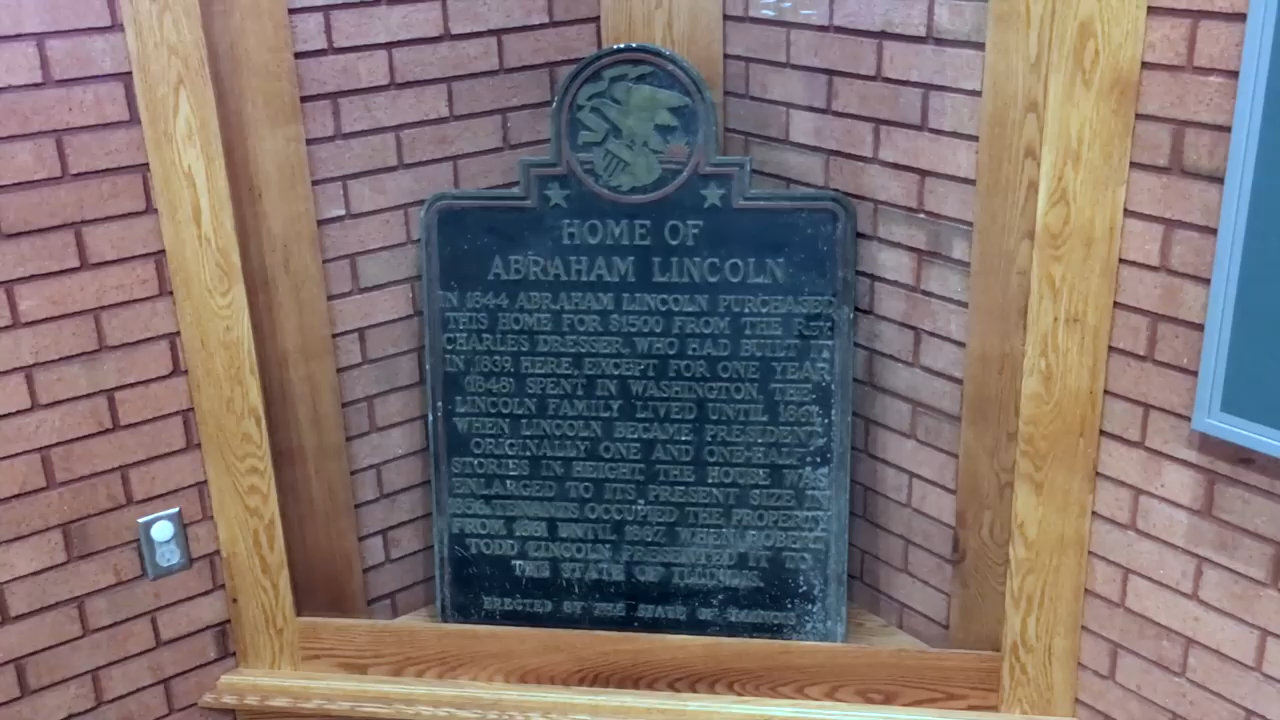 HOME OF
ABRAHAM LINCOLN
IN 1844 ABRAHAM LINCOLN PURCHASED
THIS HOME FOR $1500 FROM THE REV.
CHARLES DRESSER, WHO HAD BUILT IT
IN 1839. HERE, EXCEPT FOR ONE YEAR
(1848) SPENT IN WASHINGTON, THE
LINCOLN FAMILY LIVED UNTIL 1861,
WHEN LINCOLN BECAME PRESIDENT.
ORIGINALLY ONE AND ONE-HALF
STORIES IN HEIGHT, THE HOUSE WAS
ENLARGED TO ITS PRESENT SIZE IN
1856. TENANTS OCCUPIED THE PROPERTY
FROM 1861 UNTIL 1887, WHEN ROBERT
TODD LINCOLN PRESENTED IT TO
THE STATE OF ILLINOIS.
ERECTED BY THE STATE OF ILLINOIS